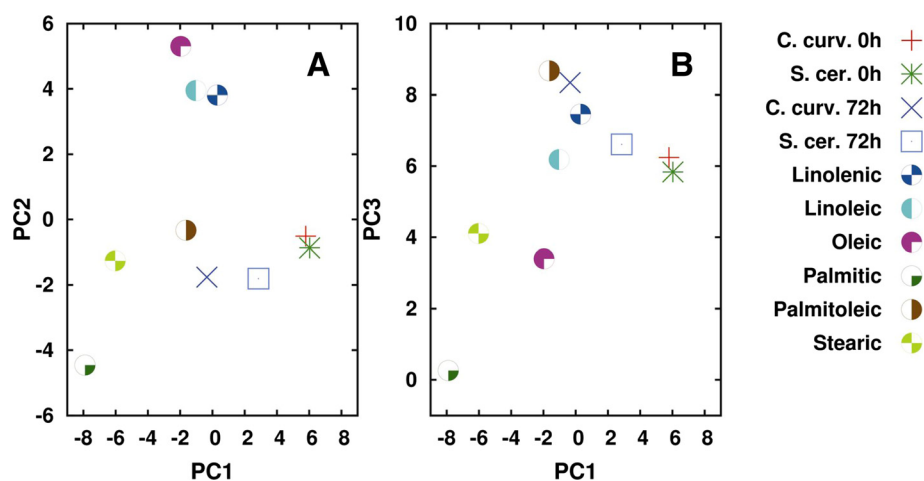 A
PC2
6
4
2
0
-2
-4
-6
-8 -6 -4 -2 0 2 4 6 8
PC1
B
PC3
10
8
6
4
2
0
-8 -6 -4 -2 0 2 4 6 8
PC1
C. curv. 0h
S. cer. 0h
C. curv. 72h
S. cer. 72h
Linolenic
Linoleic
Oleic
Palmitic
Palmitoleic
Stearic